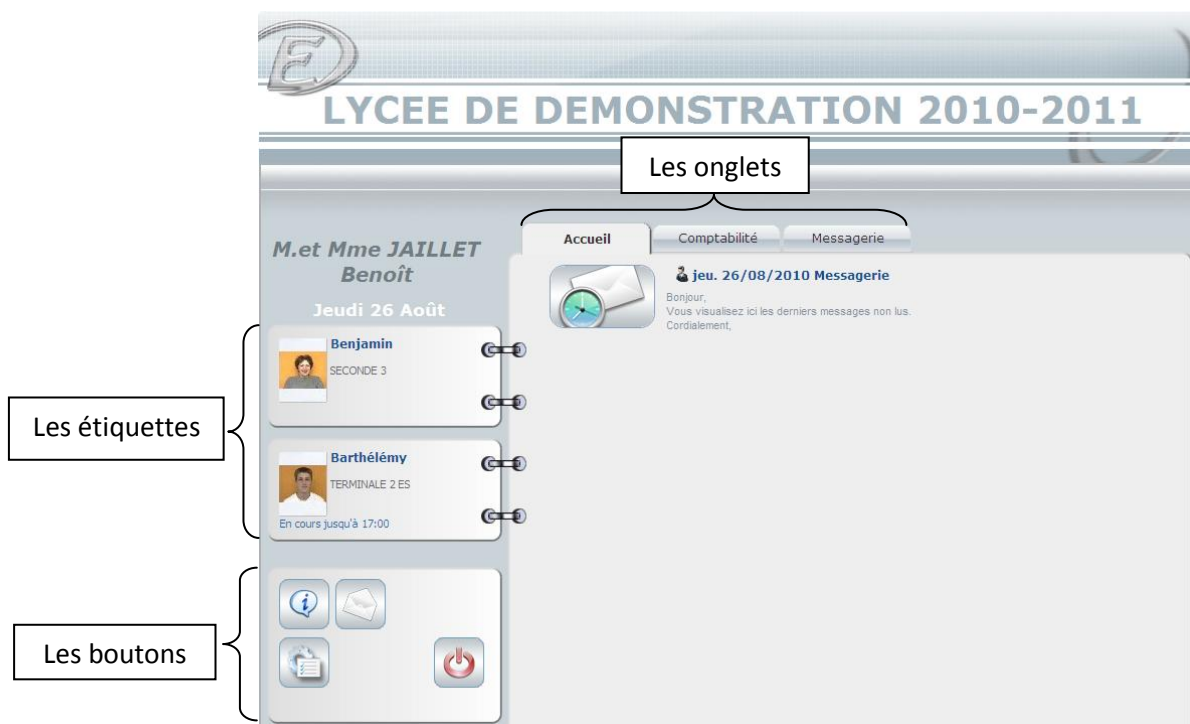 E
LYCEE DE DEMONSTRATION 2010-2011
Les onglets
Accueil Comptabilité Messagerie
M.et Mme JAILLET
Benoît
Jeudi 26 Août
jeu. 26/08/2010 Messagerie
Bonjour,
Vous visualisez ici les derniers messages non lus.
Cordialement,
Les étiquettes
Benjamin
SECONDE 3
Barthélémy
TERMINALE 2 ES
En cours jusqu'à 17:00
Les boutons